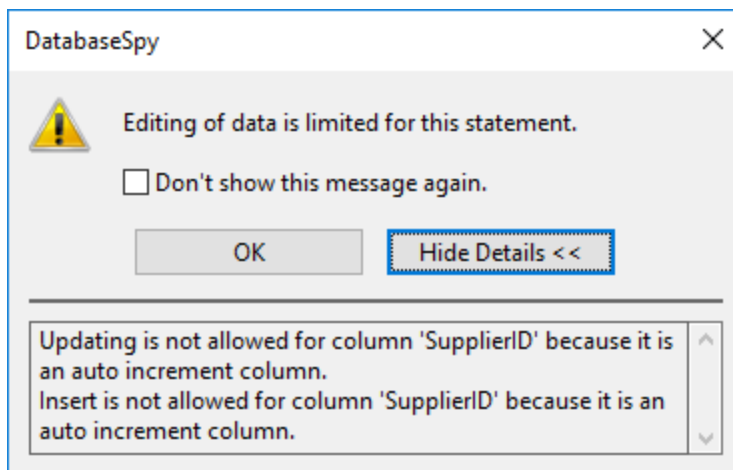 DatabaseSpy
Editing of data is limited for this statement.
Don't show this message again.
OK
Hide Details <<
Updating is not allowed for column 'SupplierID' because it is
an auto increment column.
Insert is not allowed for column 'SupplierID' because it is an
auto increment column.